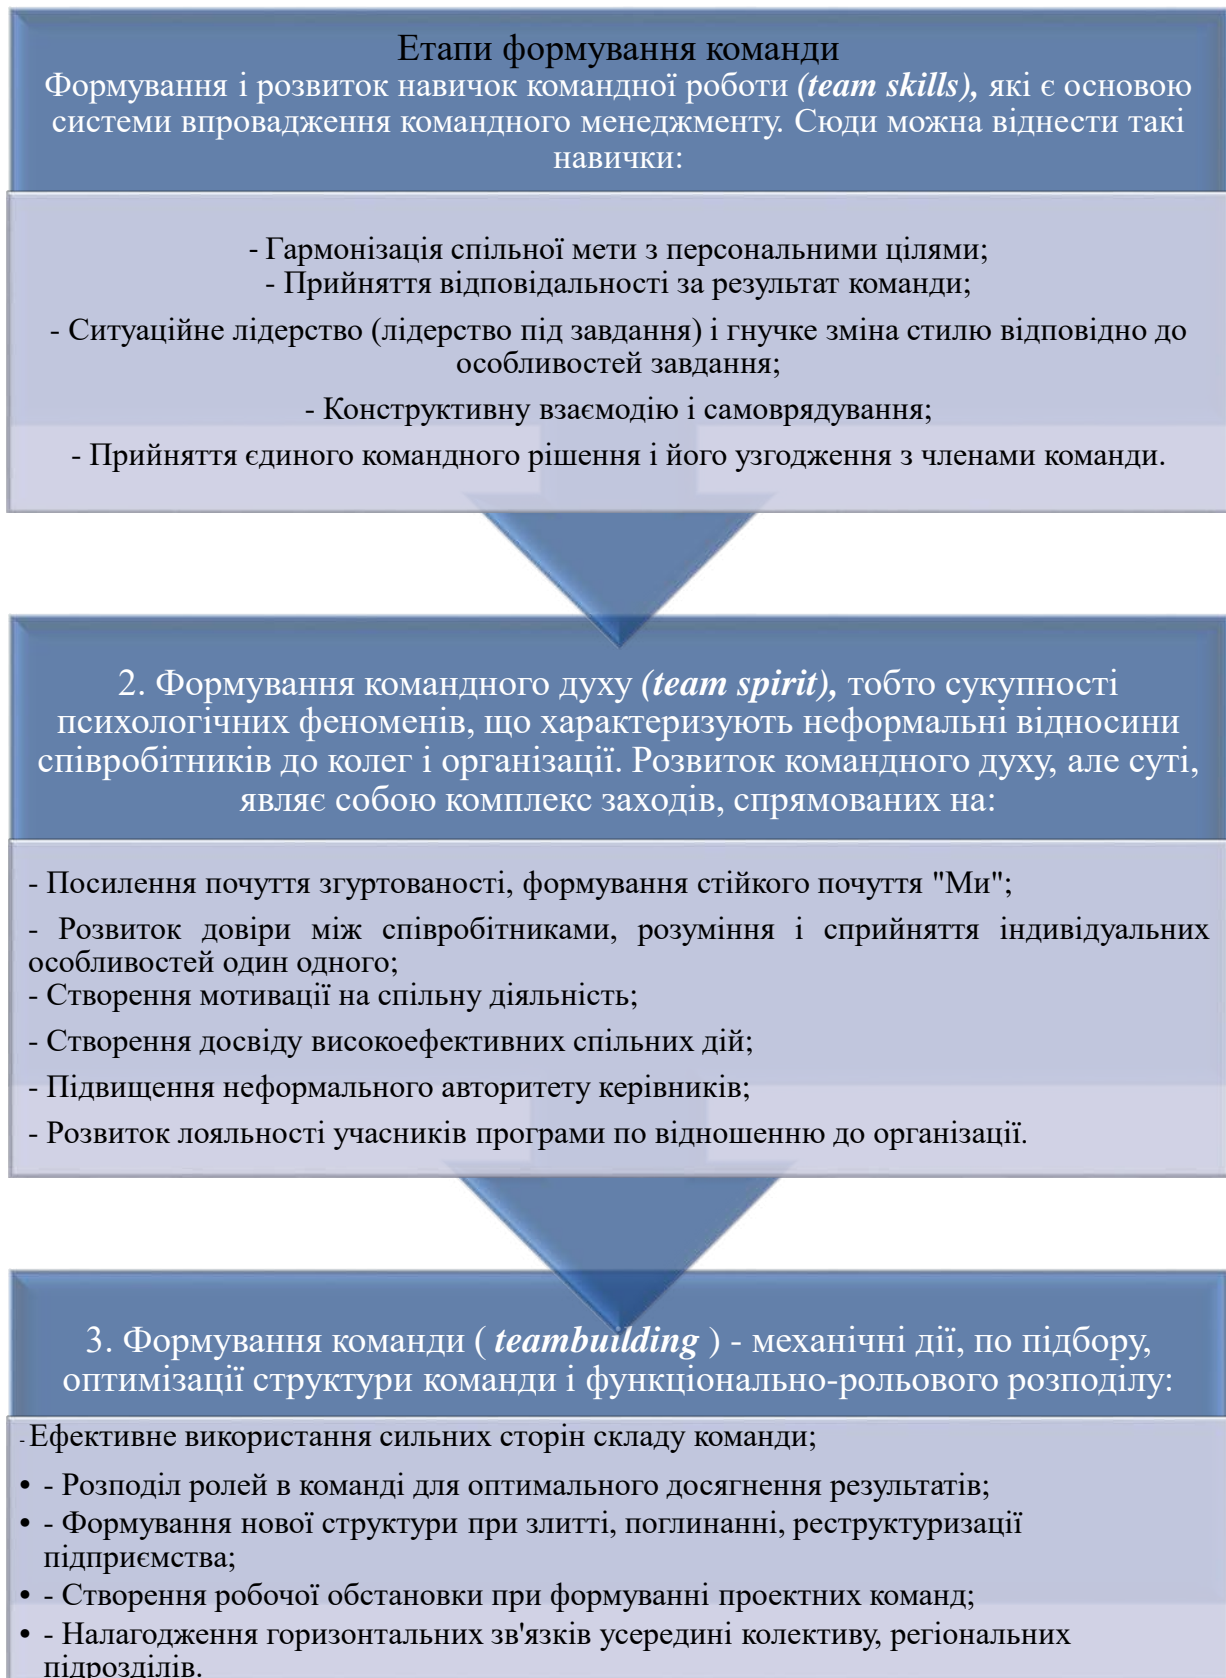 Етапи формування команди
Формування і розвиток навичок командної роботи (team skills), які є основою
системи впровадження командного менеджменту. Сюди можна віднести такі
навички:
- Гармонізація спільної мети з персональними цілями;
- Прийняття відповідальності за результат команди;
- Ситуаційне лідерство (лідерство під завдання) і гнучке зміна стилю відповідно до
особливостей завдання;
- Конструктивну взаємодію і самоврядування;
- Прийняття єдиного командного рішення і його узгодження з членами команди.
2. Формування командного духу (team spirit), тобто сукупності
психологічних феноменів, що характеризують неформальні відносини
співробітників до колег і організації. Розвиток командного духу, але суті,
являє собою комплекс заходів, спрямованих на:
- Посилення почуття згуртованості, формування стійкого почуття "Ми";
- Розвиток довіри між співробітниками, розуміння і сприйняття індивідуальних
особливостей один одного;
- Створення мотивації на спільну діяльність;
- Створення досвіду високоефективних спільних дій;
- Підвищення неформального авторитету керівників;
- Розвиток лояльності учасників програми по відношенню до організації.
3. Формування команди ( teambuilding ) - механічні дії, по підбору,
оптимізації структури команди і функціонально-рольового розподілу:
- Ефективне використання сильних сторін складу команди;
• - Розподіл ролей в команді для оптимального досягнення результатів;
• - Формування нової структури при злитті, поглинанні, реструктуризації
підприємства;
• - Створення робочої обстановки при формуванні проектних команд;
• - Налагодження горизонтальних зв'язків усередині колективу, регіональних
підрозділів.